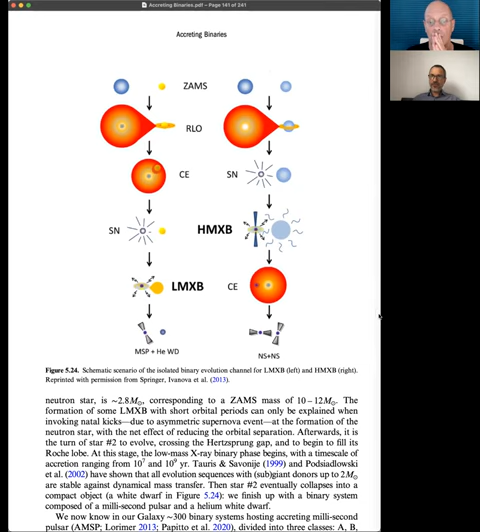 Accreting Binaries.pdf — Page 141 of 241
Accreting Binaries
ZAMS
RLO
CE
SN
SN
HMXB
LMXB
CE
MSP + He WD
NS+NS
Figure 5.24. Schematic scenario of the isolated binary evolution channel for LMXB (left) and HMXB (right).
Reprinted with permission from Springer, Ivanova et al. (2013).
neutron star, is ~2.8M⊙, corresponding to a ZAMS mass of 10–12M⊙. The
formation of some LMXB with short orbital periods can only be explained when
invoking natal kicks—due to asymmetric supernova event—at the formation of the
neutron star, with the net effect of reducing the orbital separation. Afterwards, it is
the turn of star #2 to evolve, crossing the Hertzsprung gap, and to begin to fill its
Roche lobe. At this stage, the low-mass X-ray binary phase begins, with a timescale of
accretion ranging from 10⁷ and 10⁹ yr. Tauris & Savonije (1999) and Podsiadlowski
et al. (2002) have shown that all evolution sequences with (sub)giant donors up to 2M⊙
are stable against dynamical mass transfer. Then star #2 eventually collapses into a
compact object (a white dwarf in Figure 5.24): we finish up with a binary system
composed of a milli-second pulsar and a helium white dwarf.
We now know in our Galaxy ~300 binary systems hosting accreting milli-second
pulsar (AMSP; Lorimer 2013; Papitto et al. 2020), divided into three classes: A, B,